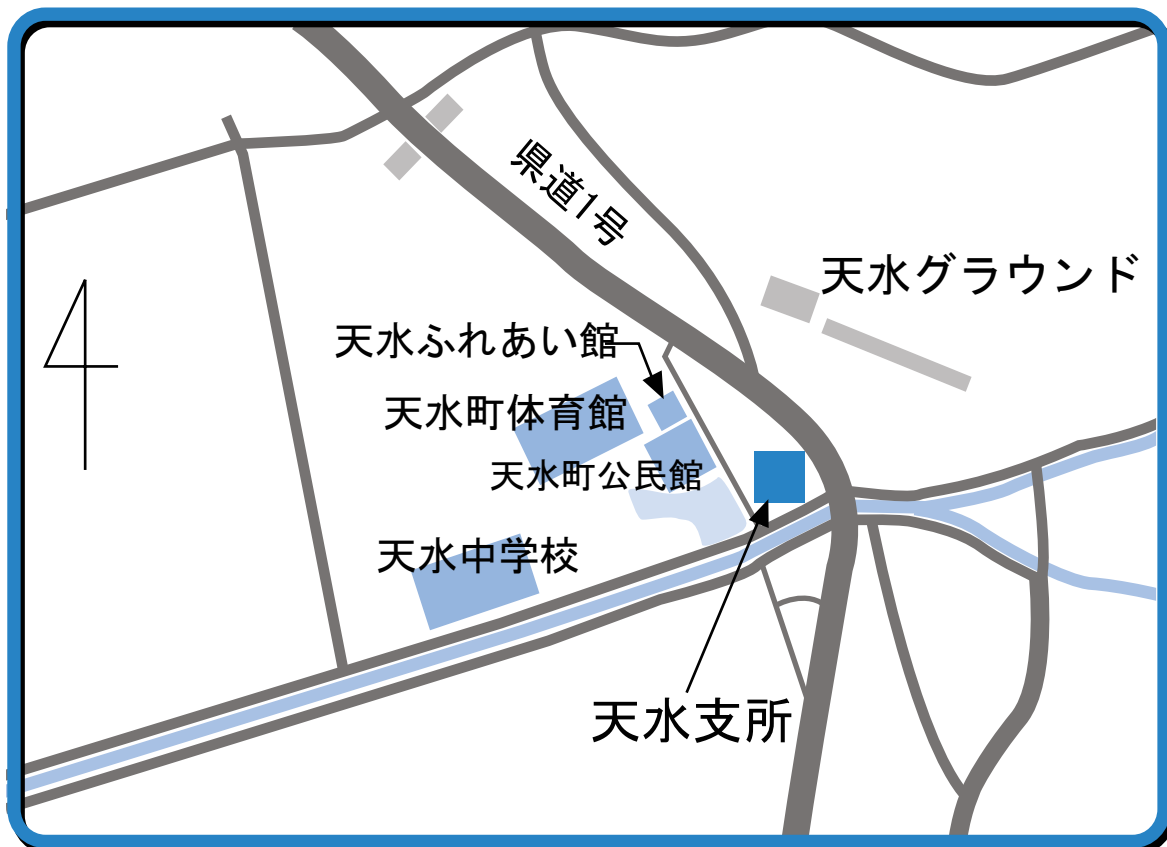 県道1号
天水グラウンド
天水ふれあい館
天水町体育館
天水町公民館
天水中学校
天水支所